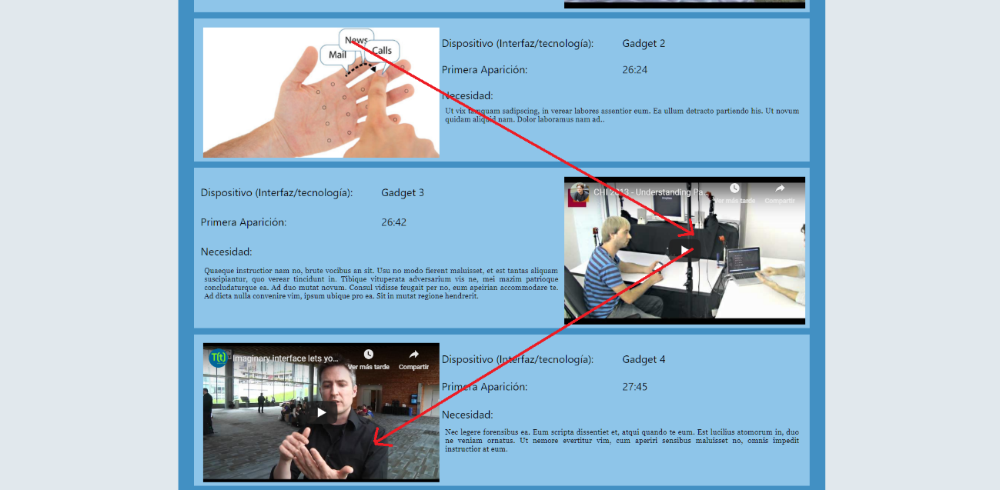 News
Mail
Calls
Dispositivo (Interfaz/tecnología): Gadget 2
Primera Aparición: 26:24
Necesidad:
Ut vix tamquam sadipscing, in verear labores assentior eum. Ea ullum detracto partiendo his. Ut novum
quidam aliquid nam. Dolor laboramus nam ad..
Dispositivo (Interfaz/tecnología): Gadget 3
Primera Aparición: 26:42
Necesidad:
Quaeque instructior nam no, brute vocibus an sit. Usu no modo fierent maluisset, et est tantas aliquam
suscipiantur, quo verear tincidunt in. Tibique vituperata adversarium vis ne, mei mazim patrioque
concludaturque ea. Ad duo mutat novum. Consul vidisse feugait per no, eum apeirian accommodare te.
Ad dicta nulla convenire vim, ipsum ubique pro ea. Sit in mutat regione hendrerit.
CHI 2013 - Understanding Pa...
Ver más tarde
Compartir
T(t)
Imaginary interface lets yo...
Ver más tarde
Compartir
Dispositivo (Interfaz/tecnología): Gadget 4
Primera Aparición: 27:45
Necesidad:
Nec legere forensibus ea. Eum scripta dissentiet et, atqui quando te eum. Est lucilius atomorum in, duo
ne veniam ornatus. Ut nemore evertitur vim, cum aperiri sensibus maluisset no, omnis impedit
instructior at eum.